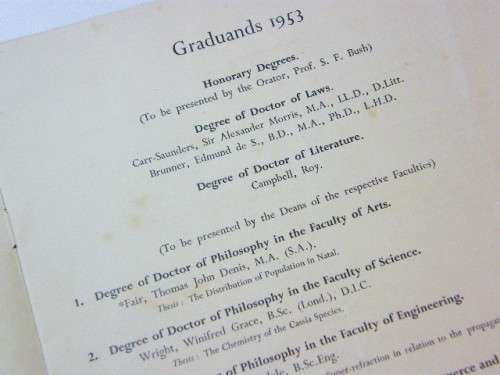 Graduands 1953
Honorary Degrees.
(To be presented by the Orator, Prof. S. F. Bush)
Degree of Doctor of Laws.
Carr-Saunders, Sir Alexander Morris, M.A., LL.D., D.Litt.
Brunner, Edmund de S., B.D., M.A., Ph.D., L.H.D.
Degree of Doctor of Literature.
Campbell, Roy.
(To be presented by the Deans of the respective Faculties)
1. Degree of Doctor of Philosophy in the Faculty of Arts.
*Fair, Thomas John Denis, M.A. (S.A.).
Thesis: The Distribution of Population in Natal.
2. Degree of Doctor of Philosophy in the Faculty of Science.
Wright, Winifred Grace, B.Sc. (Lond.), D.I.C.
Thesis: The Chemistry of the Cassia Species.
of Philosophy in the Faculty of Engineering.
B.Sc.Eng.
in relation to the
and